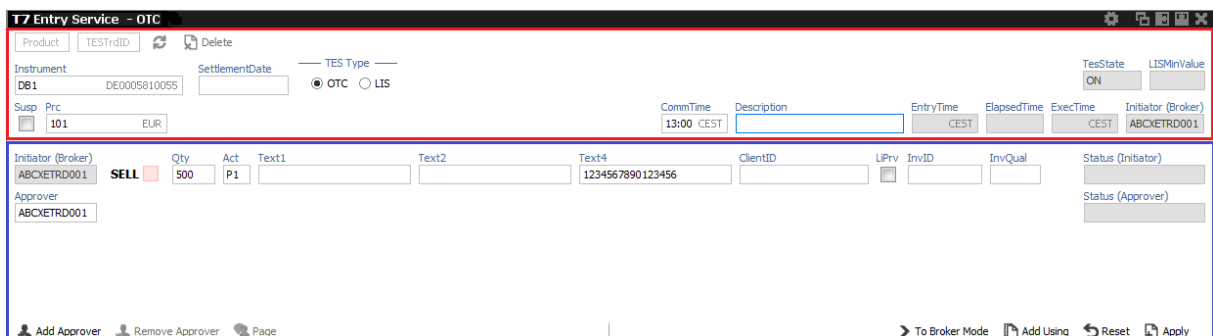 T7 Entry Service - OTC
Product TESTrdID Delete
Instrument SettlementDate TES Type TesState LISMinValue
DB1 DE0005810055 OTC LIS ON
Susp Prc CommTime Description EntryTime ElapsedTime ExecTime Initiator (Broker)
101 EUR 13:00 CEST CEST CEST ABCXETRD001
Initiator (Broker) Qty Act Text1 Text2 Text4 ClientID LiPrv InvID InvQual Status (Initiator)
ABCXETRD001 SELL 500 P1 1234567890123456
Approver Status (Approver)
ABCXETRD001
Add Approver Remove Approver Page To Broker Mode Add Using Reset Apply